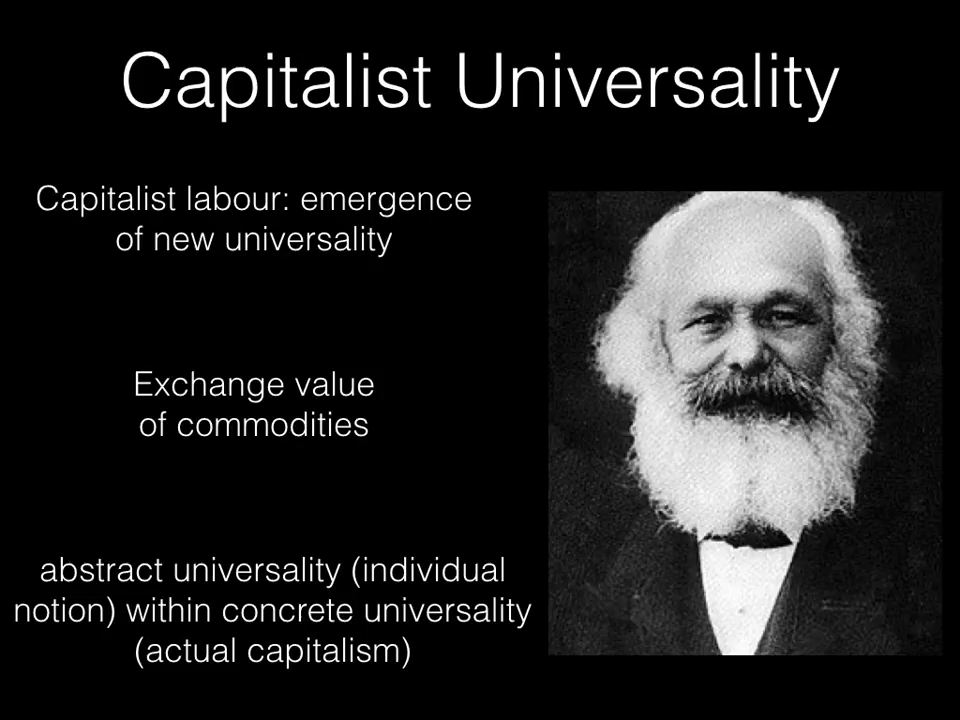 Capitalist Universality
Capitalist labour: emergence
of new universality
Exchange value
of commodities
abstract universality (individual
notion) within concrete universality
(actual capitalism)